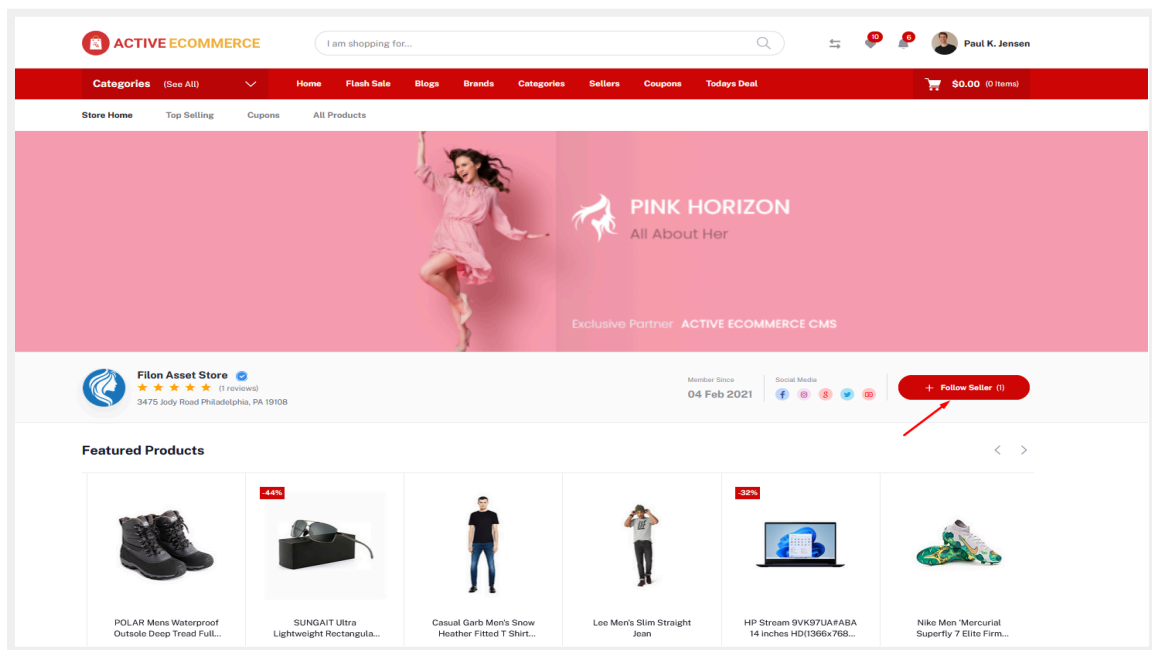 ACTIVE ECOMMERCE
I am shopping for...
10
6
Paul K. Jensen
Categories (See All)
Home
Flash Sale
Blogs
Brands
Categories
Sellers
Coupons
Todays Deal
$0.00 (0 Items)
Store Home
Top Selling
Cupons
All Products
PINK HORIZON
All About Her
Exclusive Partner ACTIVE ECOMMERCE CMS
Filon Asset Store
(1 reviews)
3475 Jody Road Philadelphia, PA 19108
Member Since
04 Feb 2021
Social Media
+ Follow Seller (1)
Featured Products
-44%
-32%
POLAR Mens Waterproof
Outsole Deep Tread Full...
SUNGAIT Ultra
Lightweight Rectangula...
Casual Garb Men's Snow
Heather Fitted T Shirt...
Lee Men's Slim Straight
Jean
HP Stream 9VK97UA#ABA
14 inches HD(1366x768...
Nike Men 'Mercurial
Superfly 7 Elite Firm...